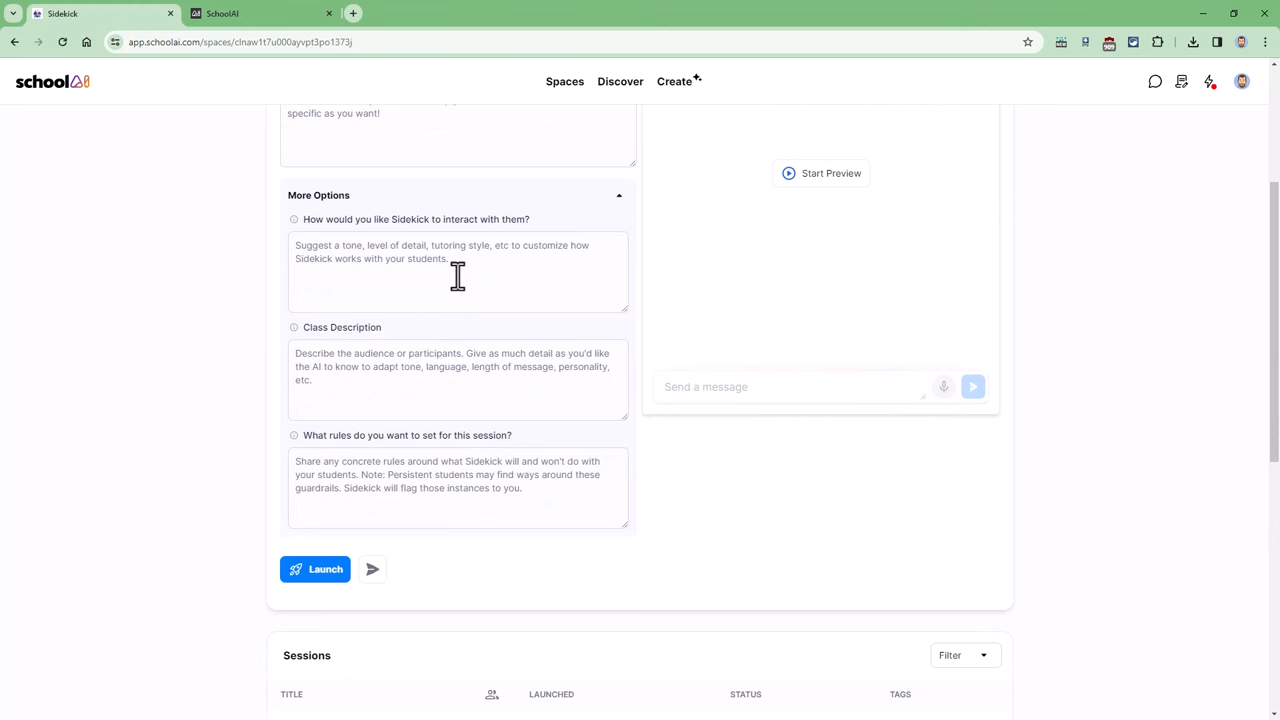 Sidekick
SchoolAI
app.schoolai.com/spaces/clnaw1t7u000ayvpt3po1373j
909
schoolAI
Spaces
Discover
Create
specific as you want!
Start Preview
More Options
How would you like Sidekick to interact with them?
Suggest a tone, level of detail, tutoring style, etc to customize how
Sidekick works with your students.
Class Description
Describe the audience or participants. Give as much detail as you'd like
the AI to know to adapt tone, language, length of message, personality,
etc.
Send a message
What rules do you want to set for this session?
Share any concrete rules around what Sidekick will and won't do with
your students. Note: Persistent students may find ways around these
guardrails. Sidekick will flag those instances to you.
Launch
Sessions
Filter
TITLE
LAUNCHED
STATUS
TAGS